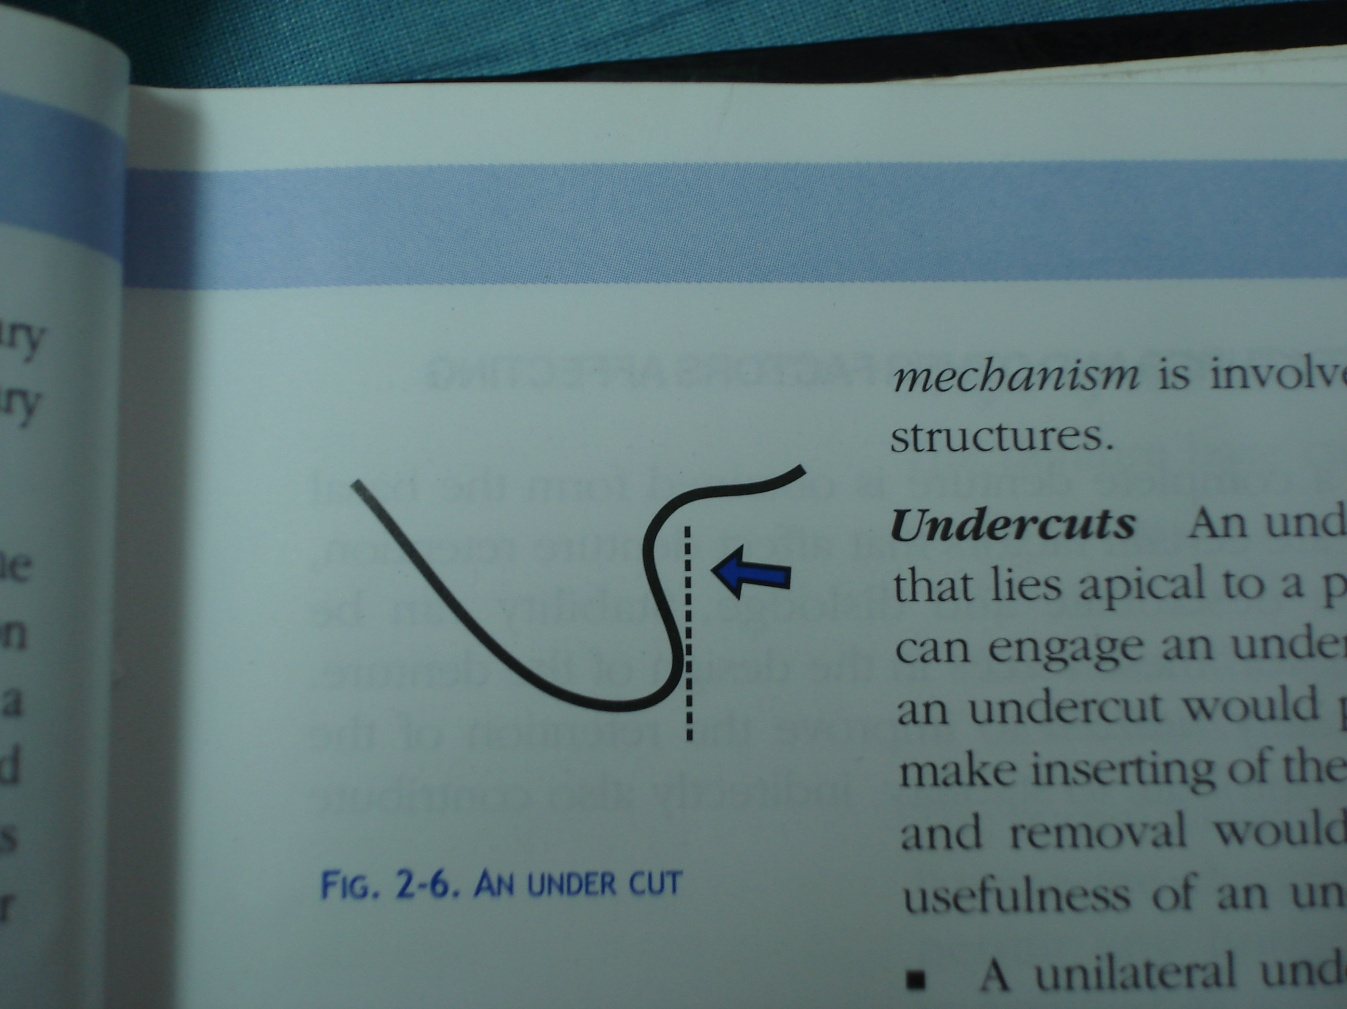 mechanism is involve
structures.
Undercuts An und
that lies apical to a p
can engage an under
an undercut would p
make inserting of the
and removal would
usefulness of an un
■ A unilateral und
FIG. 2-6. AN UNDER CUT